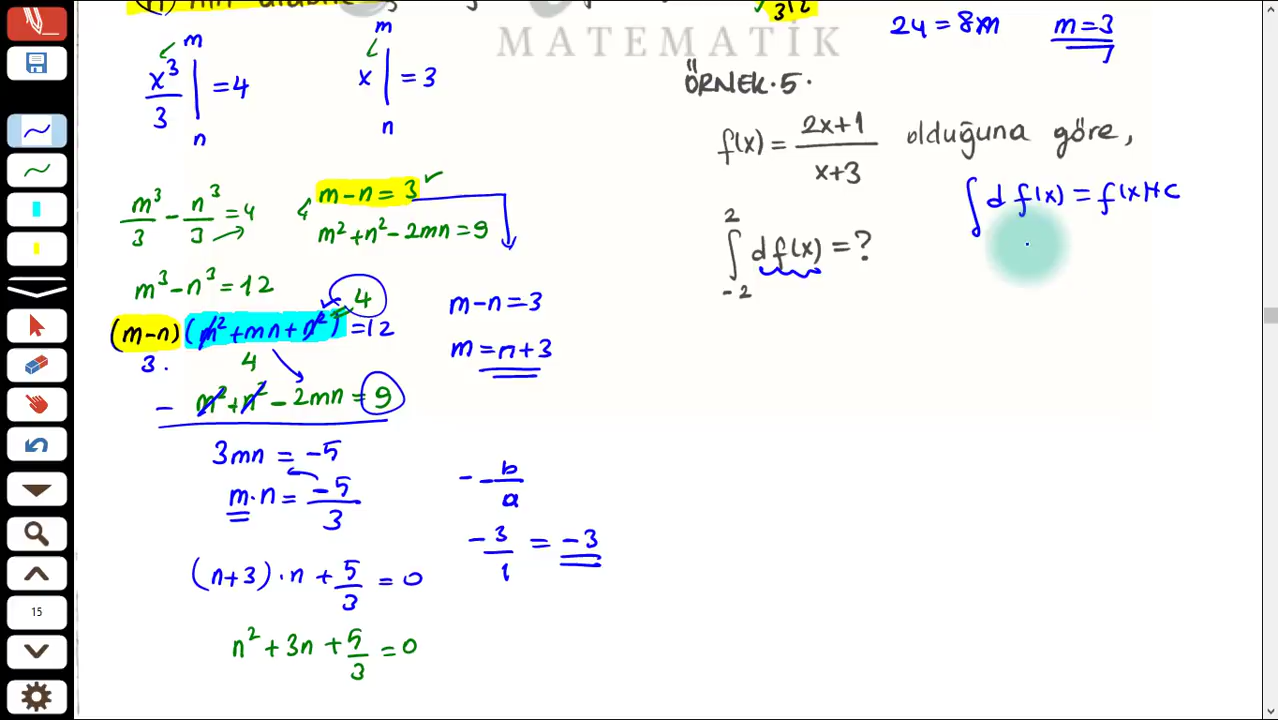 m n
MATEMATİK
x³/3 |ₙᵐ = 4
x |ₙᵐ = 3
m³/3 - n³/3 = 4
m³-n³=12
(m-n) (m²+mn+n²) =12
3. 4
4
- m²+n²-2mn = 9
3mn = -5
m·n = -5/3
(n+3)·n + 5/3 = 0
n² + 3n + 5/3 = 0
m-n = 3
m²+n²-2mn=9
m-n=3
m = n+3
- b/a
-3/1 = -3
24 = 8m m=3
ÖRNEK·5·
f(x) = 2x+1/x+3 olduğuna göre,
∫₋₂² d f(x) = ?
∫ d f(x) = f(x)+c
15